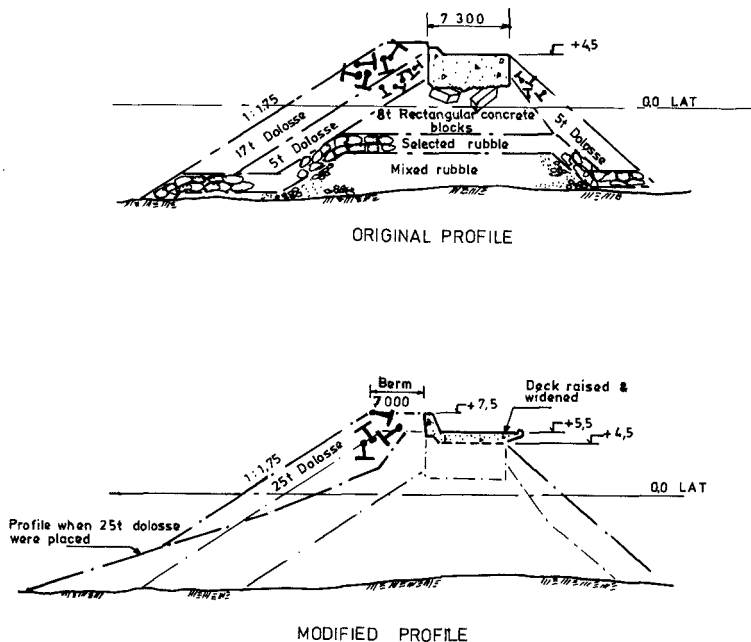 7 300
+4,5
1:1,75
17t Dolosse
5t Dolosse
0,0 LAT
8t Rectangular concrete
blocks
5t Dolosse
Selected rubble
Mixed rubble
ORIGINAL PROFILE
Berm
7000
Deck raised &
widened
+7,5
+5,5
+4,5
1:1,75
25t Dolosse
0,0 LAT
Profile when 25t dolosse
were placed
MODIFIED PROFILE